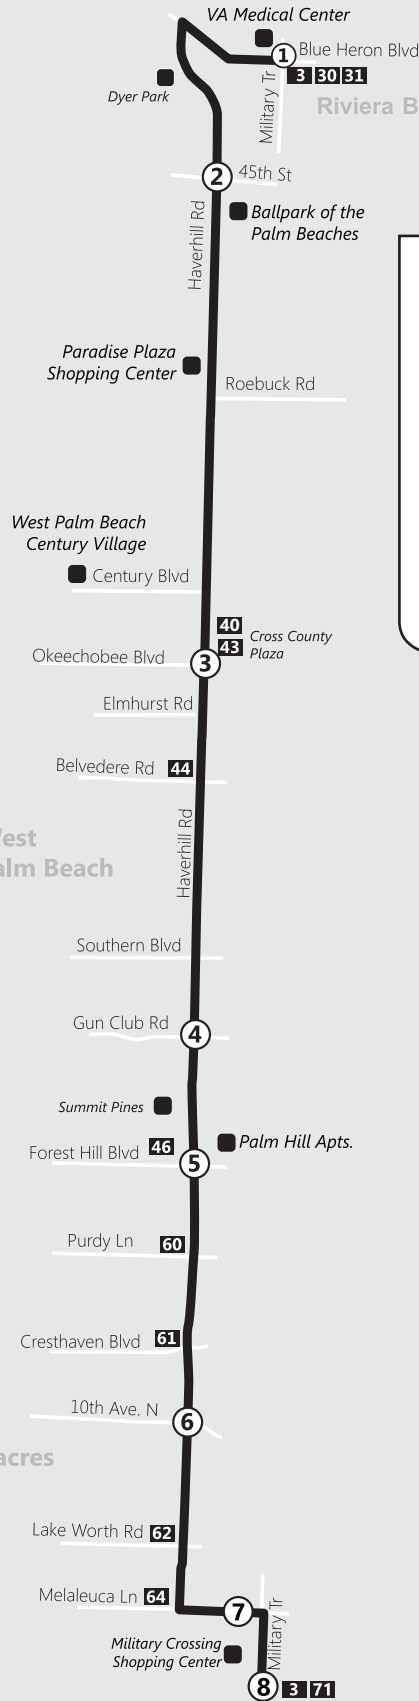 VA Medical Center
1 Blue Heron Blvd
3 30 31
Dyer Park
Military Tr
Riviera B
2 45th St
Haverhill Rd
Ballpark of the
Palm Beaches
Paradise Plaza
Shopping Center
Roebuck Rd
West Palm Beach
Century Village
Century Blvd
40
43
Cross County
Plaza
Okeechobee Blvd 3
Elmhurst Rd
Belvedere Rd 44
Haverhill Rd
est
alm Beach
Southern Blvd
Gun Club Rd 4
Summit Pines
Palm Hill Apts.
Forest Hill Blvd 46 5
Purdy Ln 60
Cresthaven Blvd 61
10th Ave. N
6
acres
Lake Worth Rd 62
Melaleuca Ln 64 7
Military Tr
Military Crossing
Shopping Center
8 3 71